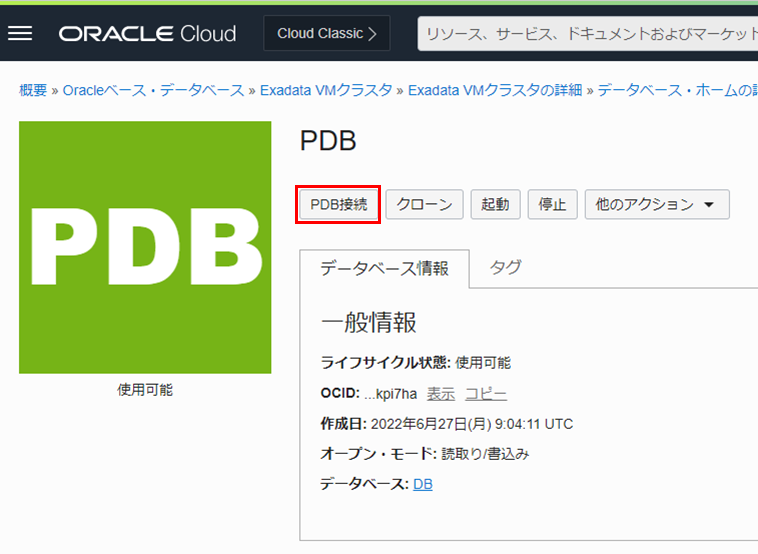 ORACLE Cloud
Cloud Classic
リソース、サービス、ドキュメントおよびマーケット
概要 » Oracleベース・データベース » Exadata VMクラスタ » Exadata VMクラスタの詳細 » データベース・ホームの
PDB
PDB
PDB接続 クローン 起動 停止 他のアクション
データベース情報 タグ
一般情報
ライフサイクル状態: 使用可能
使用可能
OCID: ...kpi7ha 表示 コピー
作成日: 2022年6月27日(月) 9:04:11 UTC
オープン・モード: 読取り/書込み
データベース: DB